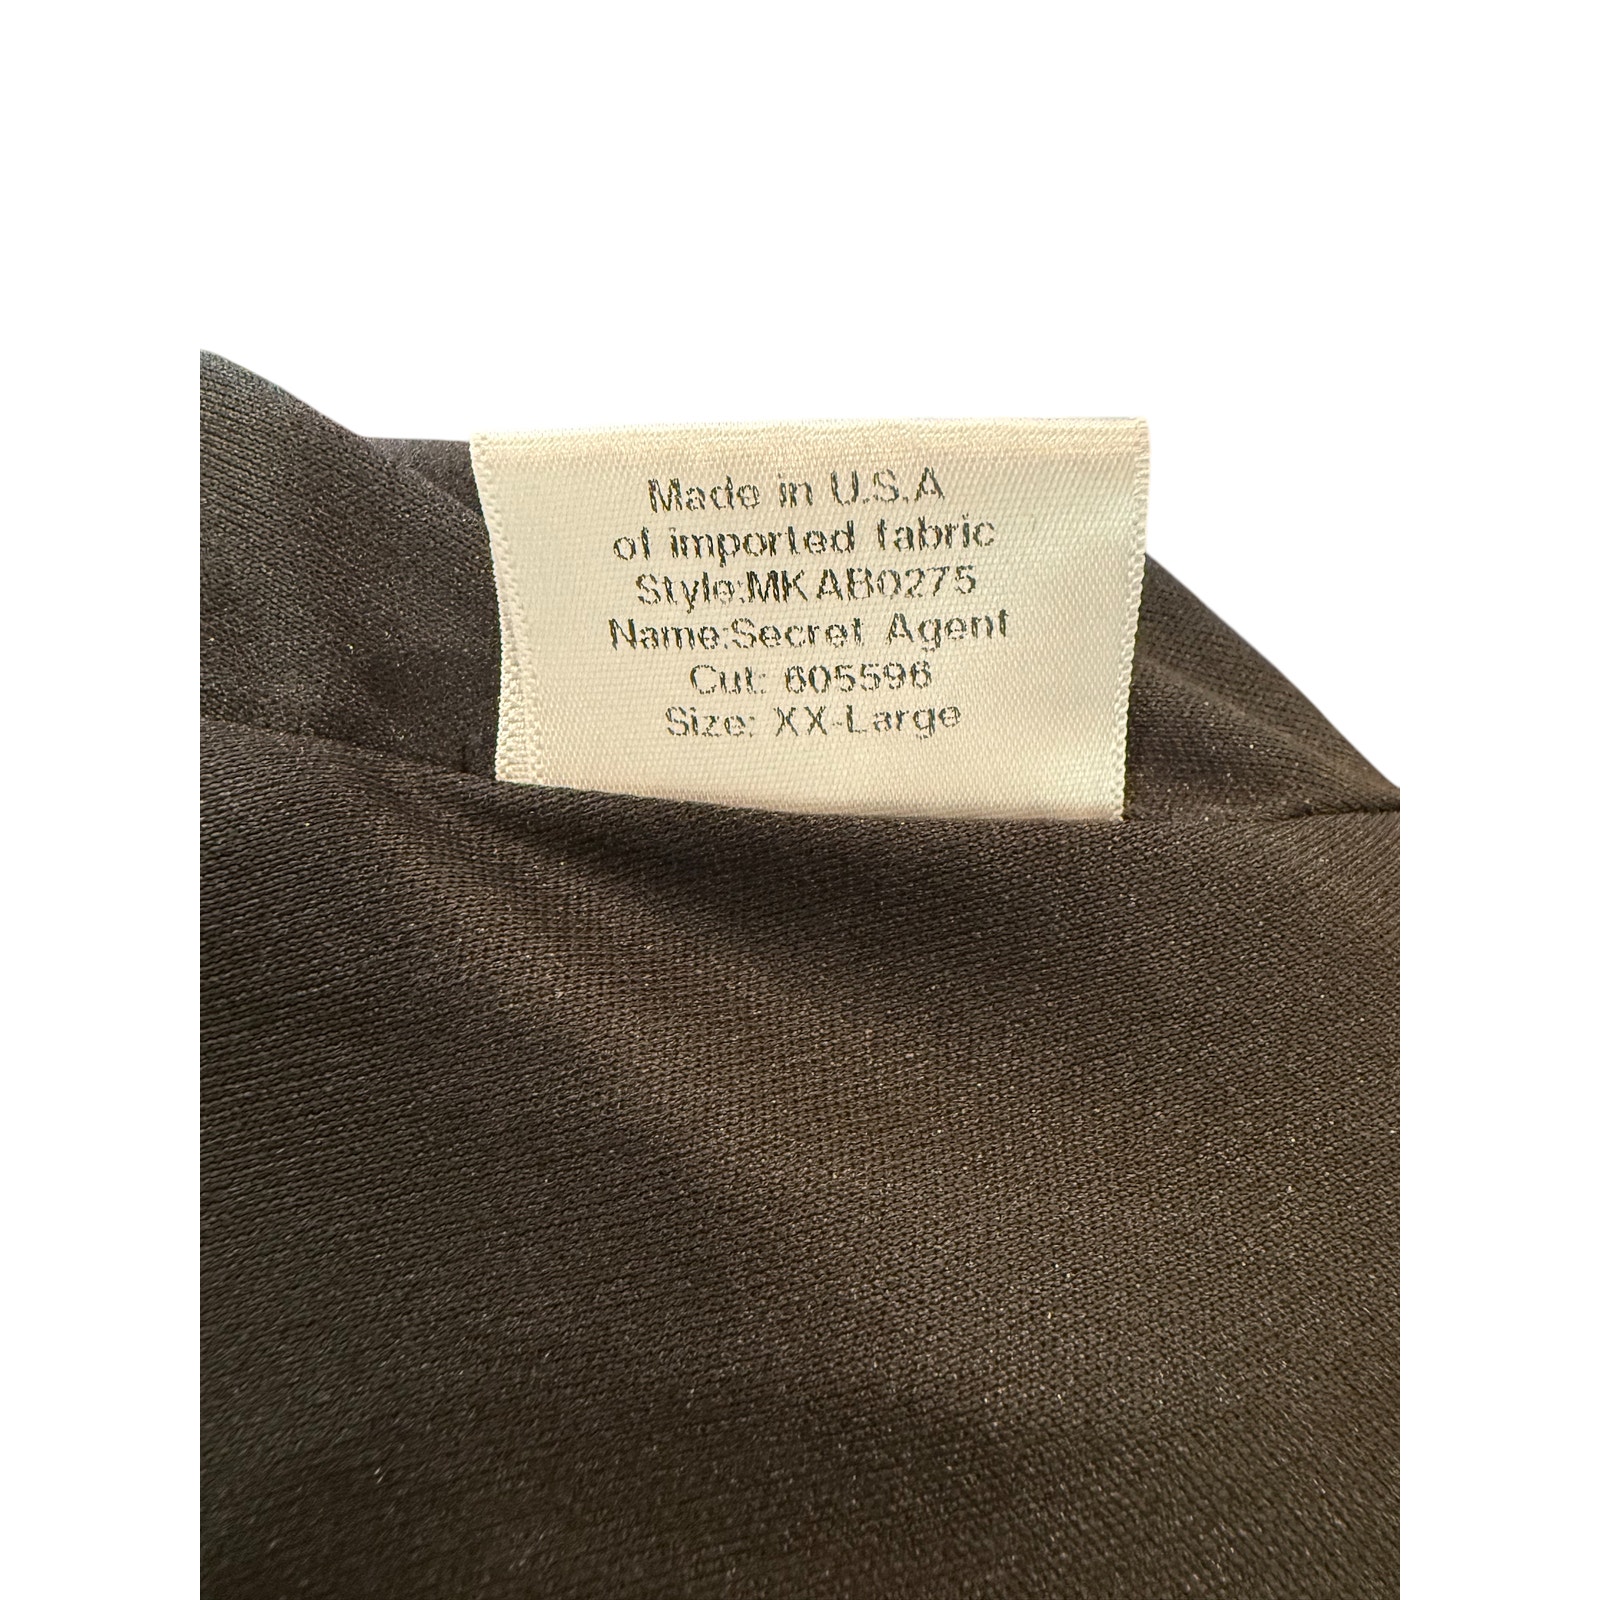 Made in U.S.A
of imported fabric
Style:MKAB0275
Name:Secret Agent
Cut: 605596
Size: XX-Large